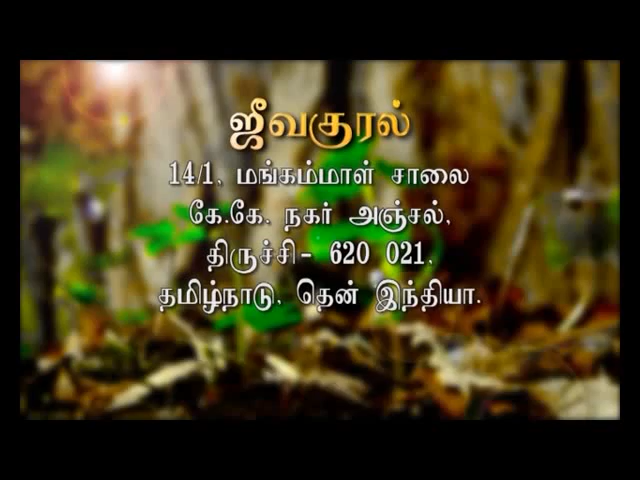 ஜீவகுரல்
14/1, மங்கம்மாள் சாலை
கே.கே. நகர் அஞ்சல்,
திருச்சி- 620 021,
தமிழ்நாடு, தென் இந்தியா.